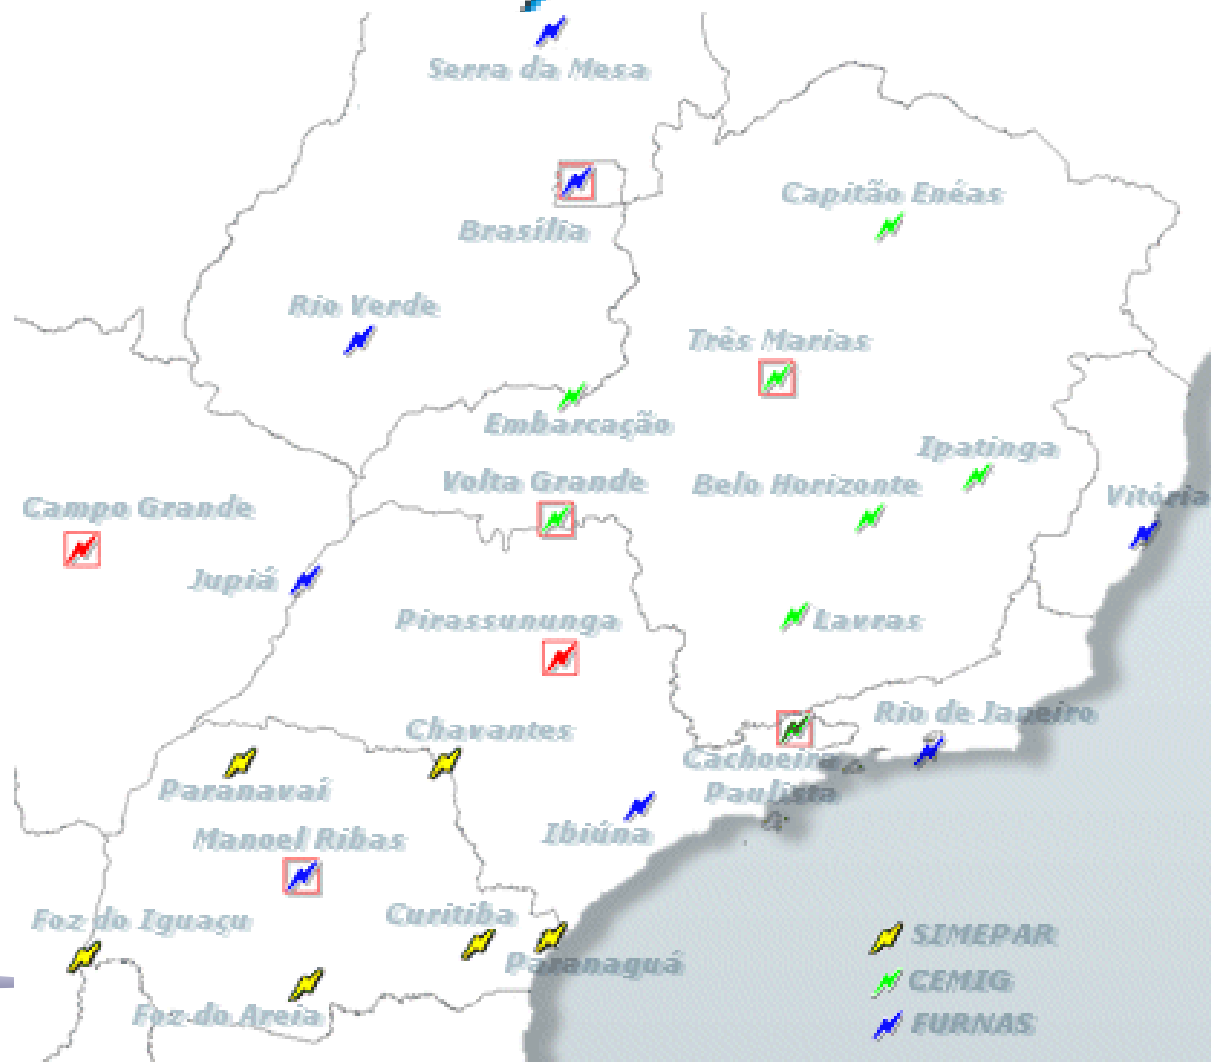 Serra da Mesa
Capitão Enéas
Brasília
Rio Verde
Três Marias
Embarcação
Ipatinga
Volta Grande
Belo Horizonte
Vitória
Campo Grande
Jupiá
Pirassununga
Lavras
Rio de Janeiro
Chavantes
Cachoeira
Paulista
Paranavaí
Ibiúna
Manoel Ribas
Foz do Iguaçu
Curitiba
Paranaguá
Foz do Areia
SIMEPAR
CEMIG
FURNAS